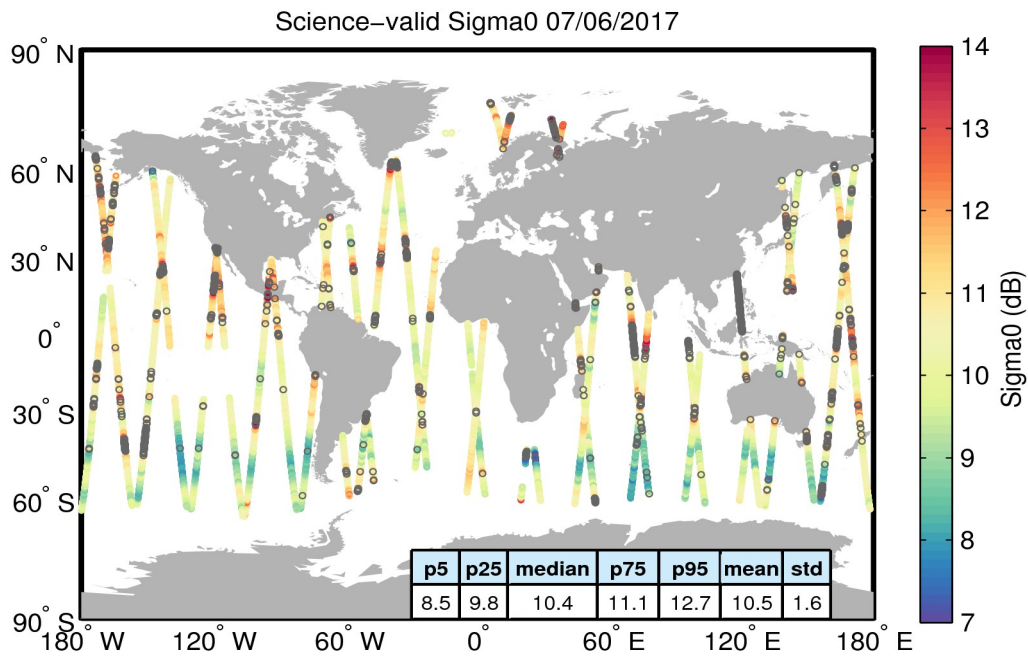 Science−valid Sigma0 07/06/2017
90° N
60° N
30° N
0°
30° S
60° S
90° S
180° W
120° W
60° W
0°
60° E
120° E
180° E
p5 p25 median p75 p95 mean std
8.5 9.8 10.4 11.1 12.7 10.5 1.6
14
13
12
11
10
9
8
7
Sigma0 (dB)